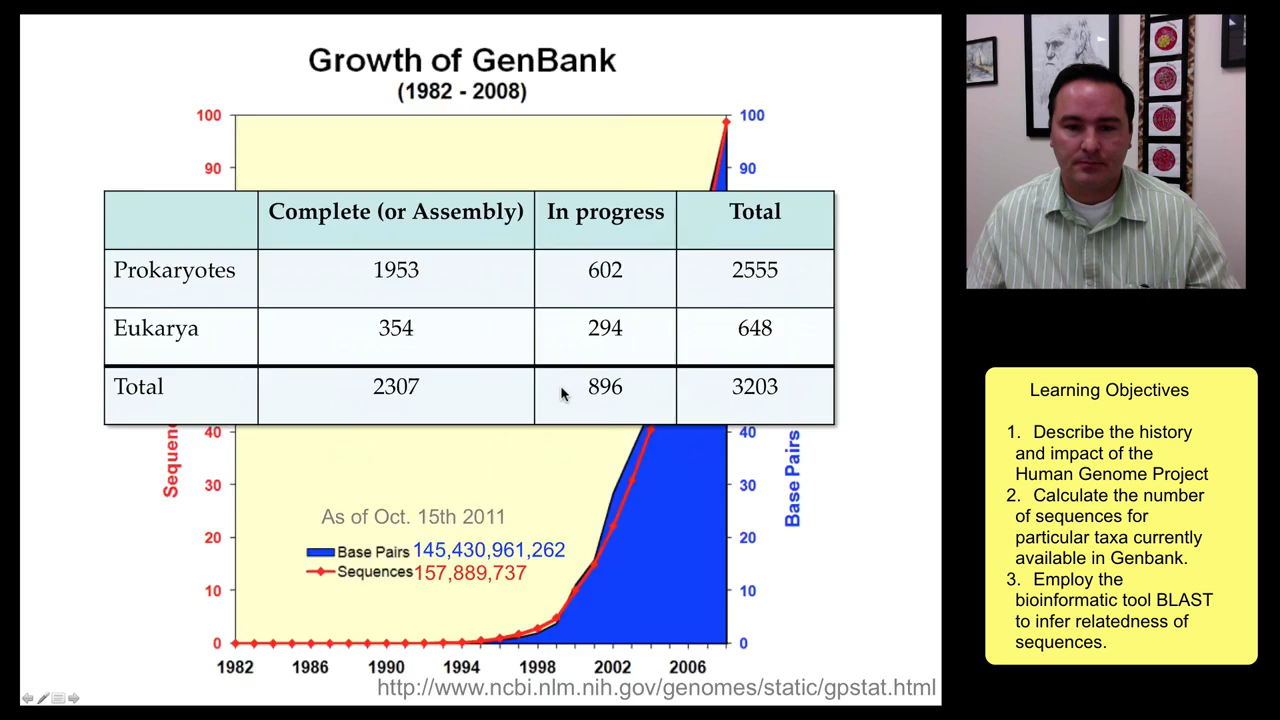 Growth of GenBank
(1982 - 2008)
100
100
90
90
Complete (or Assembly) In progress Total
Prokaryotes 1953 602 2555
Eukarya 354 294 648
Total 2307 896 3203
40
40
30
30
20
20
10
10
0
0
Base Pairs
As of Oct. 15th 2011
Base Pairs 145,430,961,262
Sequences 157,889,737
1982 1986 1990 1994 1998 2002 2006
http://www.ncbi.nlm.nih.gov/genomes/static/gpstat.html
Learning Objectives
1. Describe the history
and impact of the
Human Genome Project
2. Calculate the number
of sequences for
particular taxa currently
available in Genbank.
3. Employ the
bioinformatic tool BLAST
to infer relatedness of
sequences.